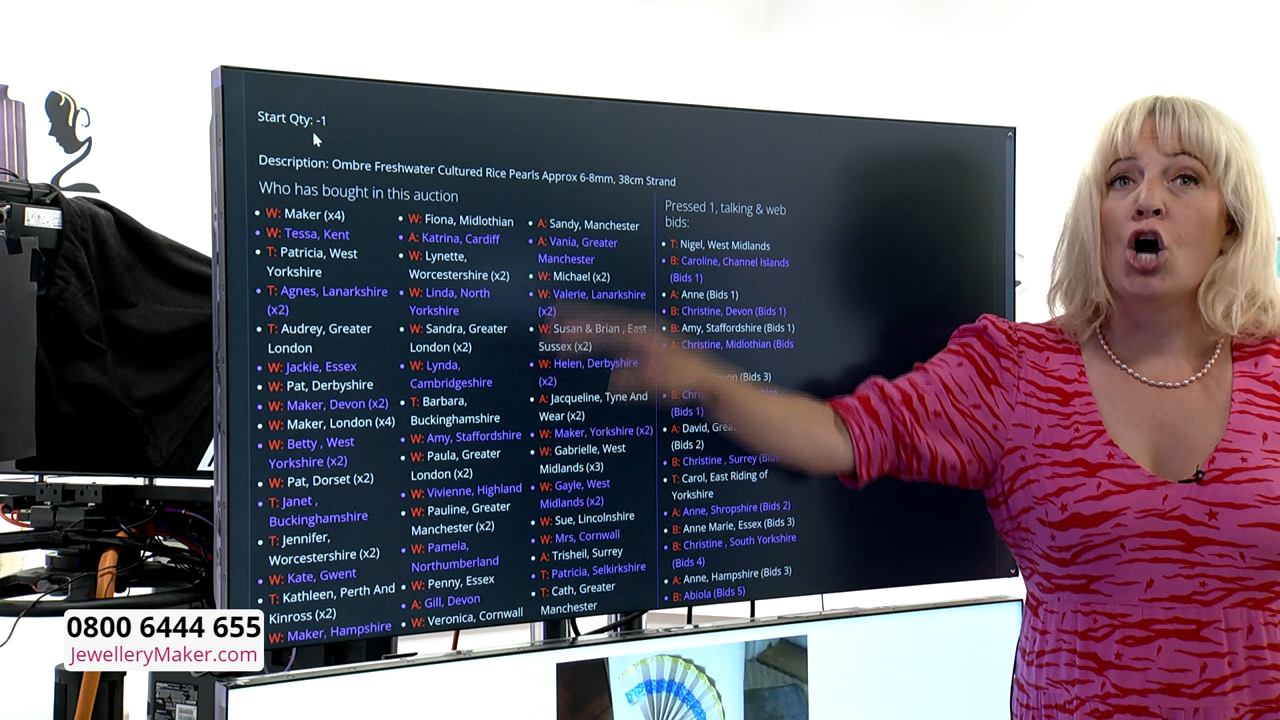 Start Qty: -1
Description: Ombre Freshwater Cultured Rice Pearls Approx 6-8mm, 38cm Strand
Who has bought in this auction
W: Maker (x4)
W: Tessa, Kent
T: Patricia, West
Yorkshire
T: Agnes, Lanarkshire
(x2)
T: Audrey, Greater
London
W: Jackie, Essex
W: Pat, Derbyshire
W: Maker, Devon (x2)
W: Maker, London (x4)
W: Betty , West
Yorkshire (x2)
W: Pat, Dorset (x2)
T: Janet ,
Buckinghamshire
T: Jennifer,
Worcestershire (x2)
W: Kate, Gwent
T: Kathleen, Perth And
Kinross (x2)
W: Maker, Hampshire
W: Fiona, Midlothian
A: Katrina, Cardiff
W: Lynette,
Worcestershire (x2)
W: Linda, North
Yorkshire
W: Sandra, Greater
London (x2)
W: Lynda,
Cambridgeshire
T: Barbara,
Buckinghamshire
W: Amy, Staffordshire
W: Paula, Greater
London (x2)
W: Vivienne, Highland
W: Pauline, Greater
Manchester (x2)
W: Pamela,
Northumberland
W: Penny, Essex
A: Gill, Devon
W: Veronica, Cornwall
A: Sandy, Manchester
A: Vania, Greater
Manchester
W: Michael (x2)
W: Valerie, Lanarkshire
(x2)
W: Susan & Brian , East
Sussex (x2)
W: Helen, Derbyshire
(x2)
A: Jacqueline, Tyne And
Wear (x2)
W: Maker, Yorkshire (x2)
W: Gabrielle, West
Midlands (x3)
W: Gayle, West
Midlands (x2)
W: Sue, Lincolnshire
W: Mrs, Cornwall
A: Trisheil, Surrey
T: Patricia, Selkirkshire
T: Cath, Greater
Manchester
Pressed 1, talking & web
bids:
T: Nigel, West Midlands
B: Caroline, Channel Islands
(Bids 1)
A: Anne (Bids 1)
B: Christine, Devon (Bids 1)
B: Amy, Staffordshire (Bids 1)
A: Christine, Midlothian (Bids
(Bids 3)
B:
(Bids 1)
A: David,
(Bids 2)
B: Christine , Surrey
T: Carol, East Riding of
Yorkshire
A: Anne, Shropshire (Bids 2)
B: Anne Marie, Essex (Bids 3)
B: Christine , South Yorkshire
(Bids 4)
A: Anne, Hampshire (Bids 3)
B: Abiola (Bids 5)
0800 6444 655
JewelleryMaker.com